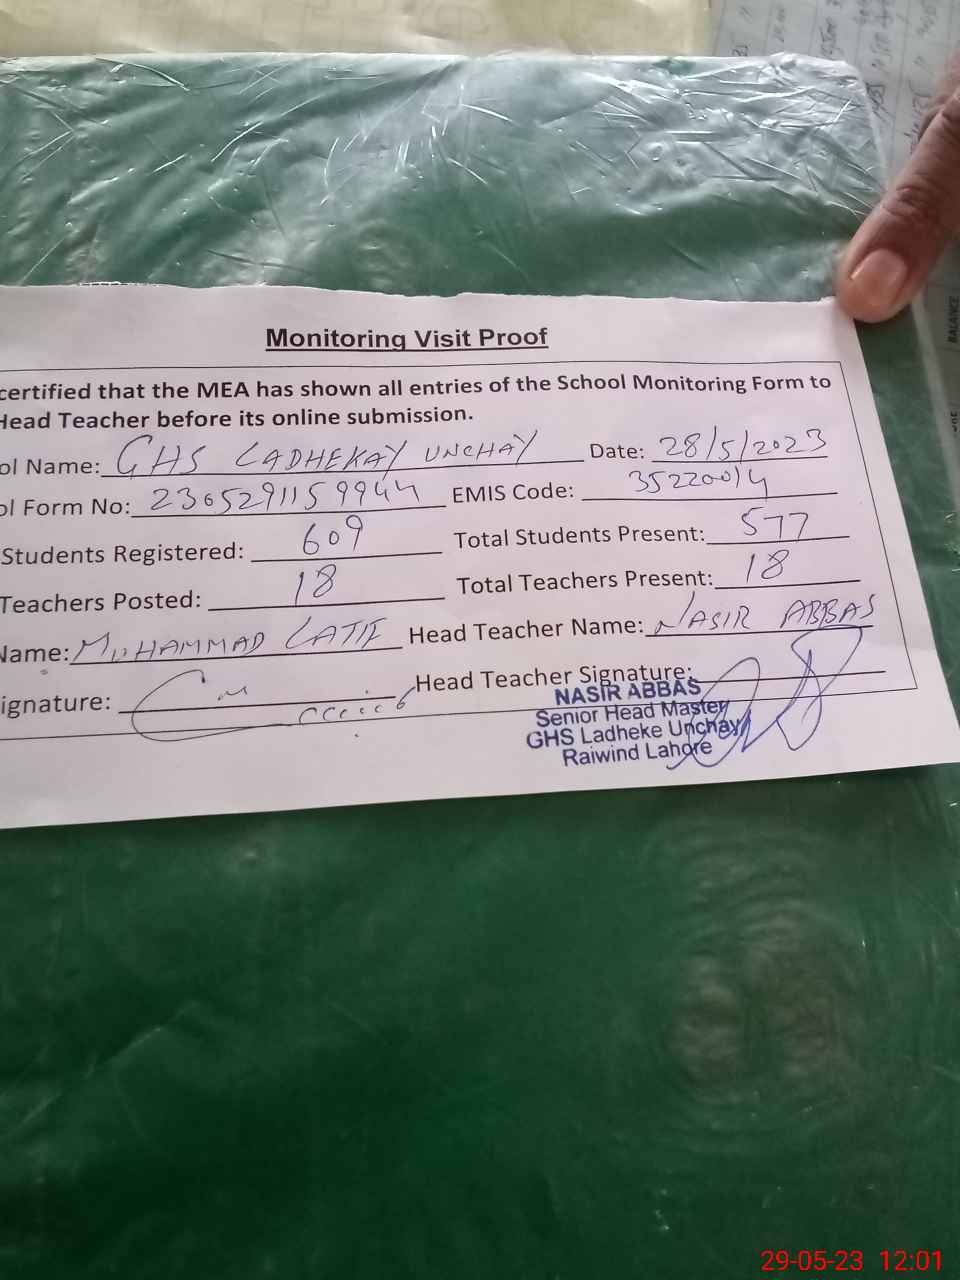 Monitoring Visit Proof
certified that the MEA has shown all entries of the School Monitoring Form to
Head Teacher before its online submission.
ol Name: GHS LADHEKAY UNCHAY Date: 28/5/2023
ol Form No: 2305291159944 EMIS Code: 35220014
Students Registered: 609 Total Students Present: 577
Teachers Posted: 18 Total Teachers Present: 18
Name: MUHAMMAD LATIF Head Teacher Name: NASIR ABBAS
ignature: Head Teacher Signature:
NASIR ABBAS
Senior Head Master
GHS Ladheke Unchay
Raiwind Lahore
BALANCE
29-05-23 12:01